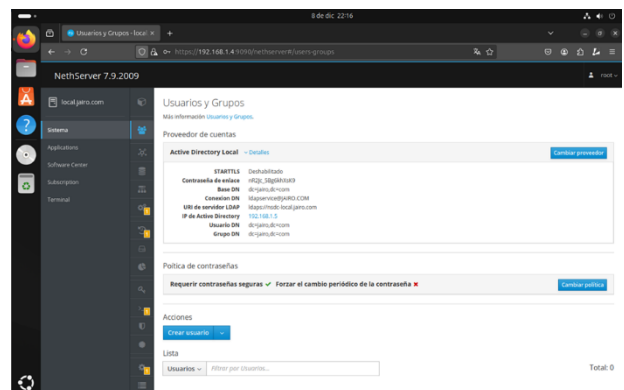 8 de dic 22:16
Usuarios y Grupos - local.j
https://192.168.1.4:9090/nethserver#/users-groups
NethServer 7.9.2009
root
local.jairo.com
Sistema
Applications
Software Center
Subscription
Terminal
Usuarios y Grupos
Más información Usuarios y Grupos.
Proveedor de cuentas
Active Directory Local Detalles
Cambiar proveedor
STARTTLS Deshabilitado
Contraseña de enlace
Base DN dc=jairo,dc=com
Conexion DN ldapservice@JAIRO.COM
URI de servidor LDAP ldaps://nsdc-local.jairo.com
IP de Active Directory 192.168.1.5
Usuario DN dc=jairo,dc=com
Grupo DN dc=jairo,dc=com
Política de contraseñas
Requerir contraseñas seguras ✓ Forzar el cambio periódico de la contraseña ✖
Cambiar política
Acciones
Crear usuario
Lista
Usuarios Filtrar por Usuarios...
Total: 0